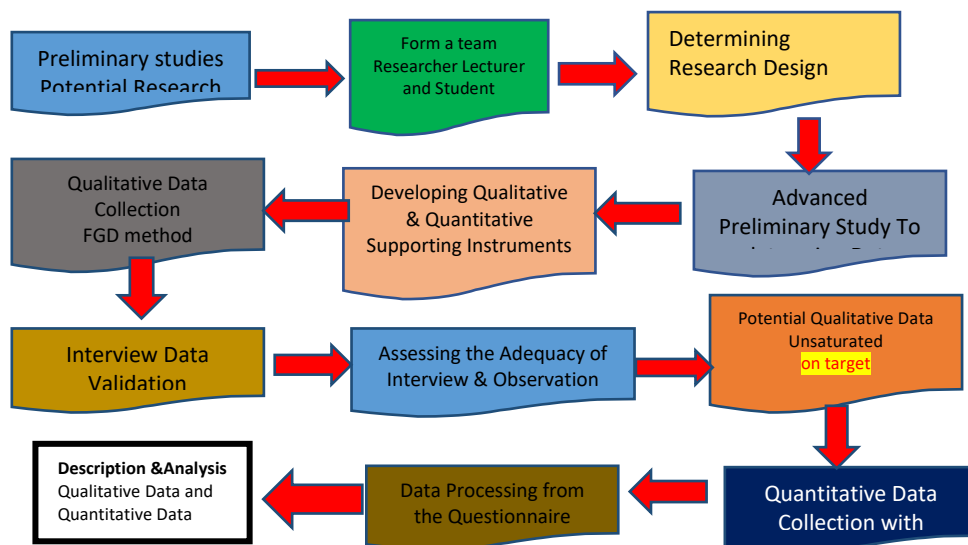 Preliminary studies
Potential Research
Form a team
Researcher Lecturer
and Student
Determining
Research Design
Advanced
Preliminary Study To
Developing Qualitative
& Quantitative
Supporting Instruments
Qualitative Data
Collection
FGD method
Interview Data
Validation
Assessing the Adequacy of
Interview & Observation
Potential Qualitative Data
Unsaturated
on target
Quantitative Data
Collection with
Data Processing from
the Questionnaire
Description &Analysis
Qualitative Data and
Quantitative Data